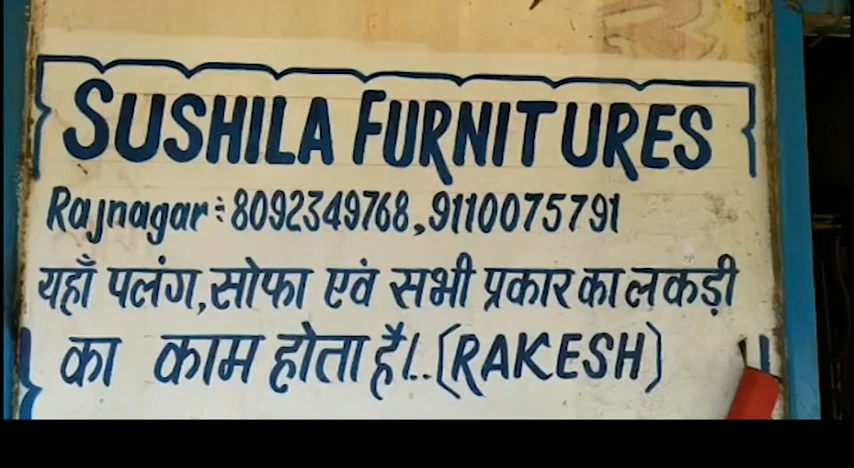 SUSHILA FURNITURES
Rajnagar : 8092349768, 9110075791
यहाँ पलंग, सोफा एवं सभी प्रकार का लकड़ी
का काम होता है।..(RAKESH)